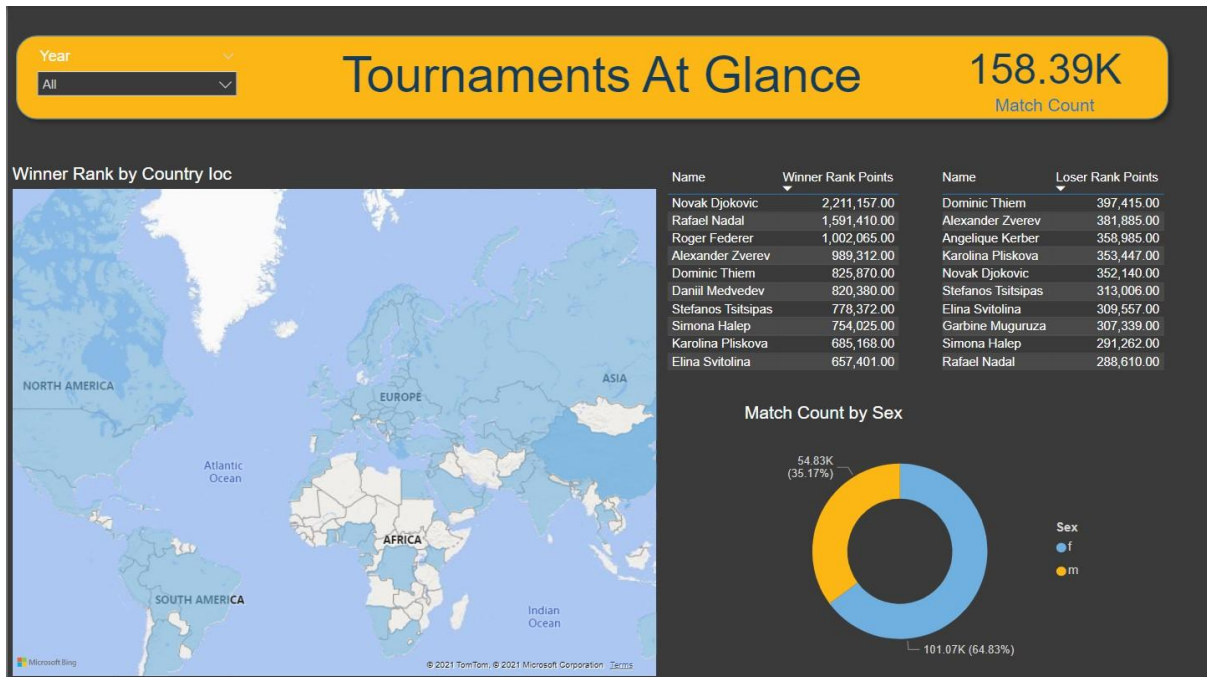 Year
All
Tournaments At Glance
158.39K
Match Count
Winner Rank by Country Ioc
NORTH AMERICA
EUROPE
ASIA
Atlantic
Ocean
AFRICA
SOUTH AMERICA
Indian
Ocean
Microsoft Bing
© 2021 TomTom, © 2021 Microsoft Corporation Terms
Name Winner Rank Points
Novak Djokovic 2,211,157.00
Rafael Nadal 1,591,410.00
Roger Federer 1,002,065.00
Alexander Zverev 989,312.00
Dominic Thiem 825,870.00
Daniil Medvedev 820,380.00
Stefanos Tsitsipas 778,372.00
Simona Halep 754,025.00
Karolina Pliskova 685,168.00
Elina Svitolina 657,401.00
Name Loser Rank Points
Dominic Thiem 397,415.00
Alexander Zverev 381,885.00
Angelique Kerber 358,985.00
Karolina Pliskova 353,447.00
Novak Djokovic 352,140.00
Stefanos Tsitsipas 313,006.00
Elina Svitolina 309,557.00
Garbine Muguruza 307,339.00
Simona Halep 291,262.00
Rafael Nadal 288,610.00
Match Count by Sex
54.83K
(35.17%)
101.07K (64.83%)
Sex
f
m